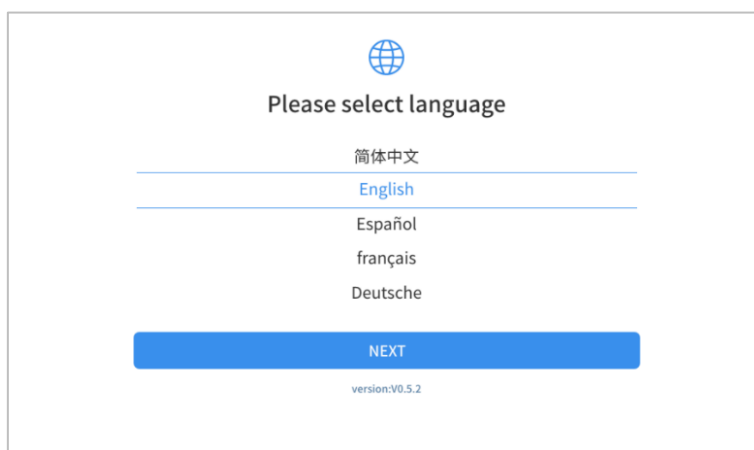 Please select language
简体中文
English
Español
français
Deutsche
NEXT
version:V0.5.2